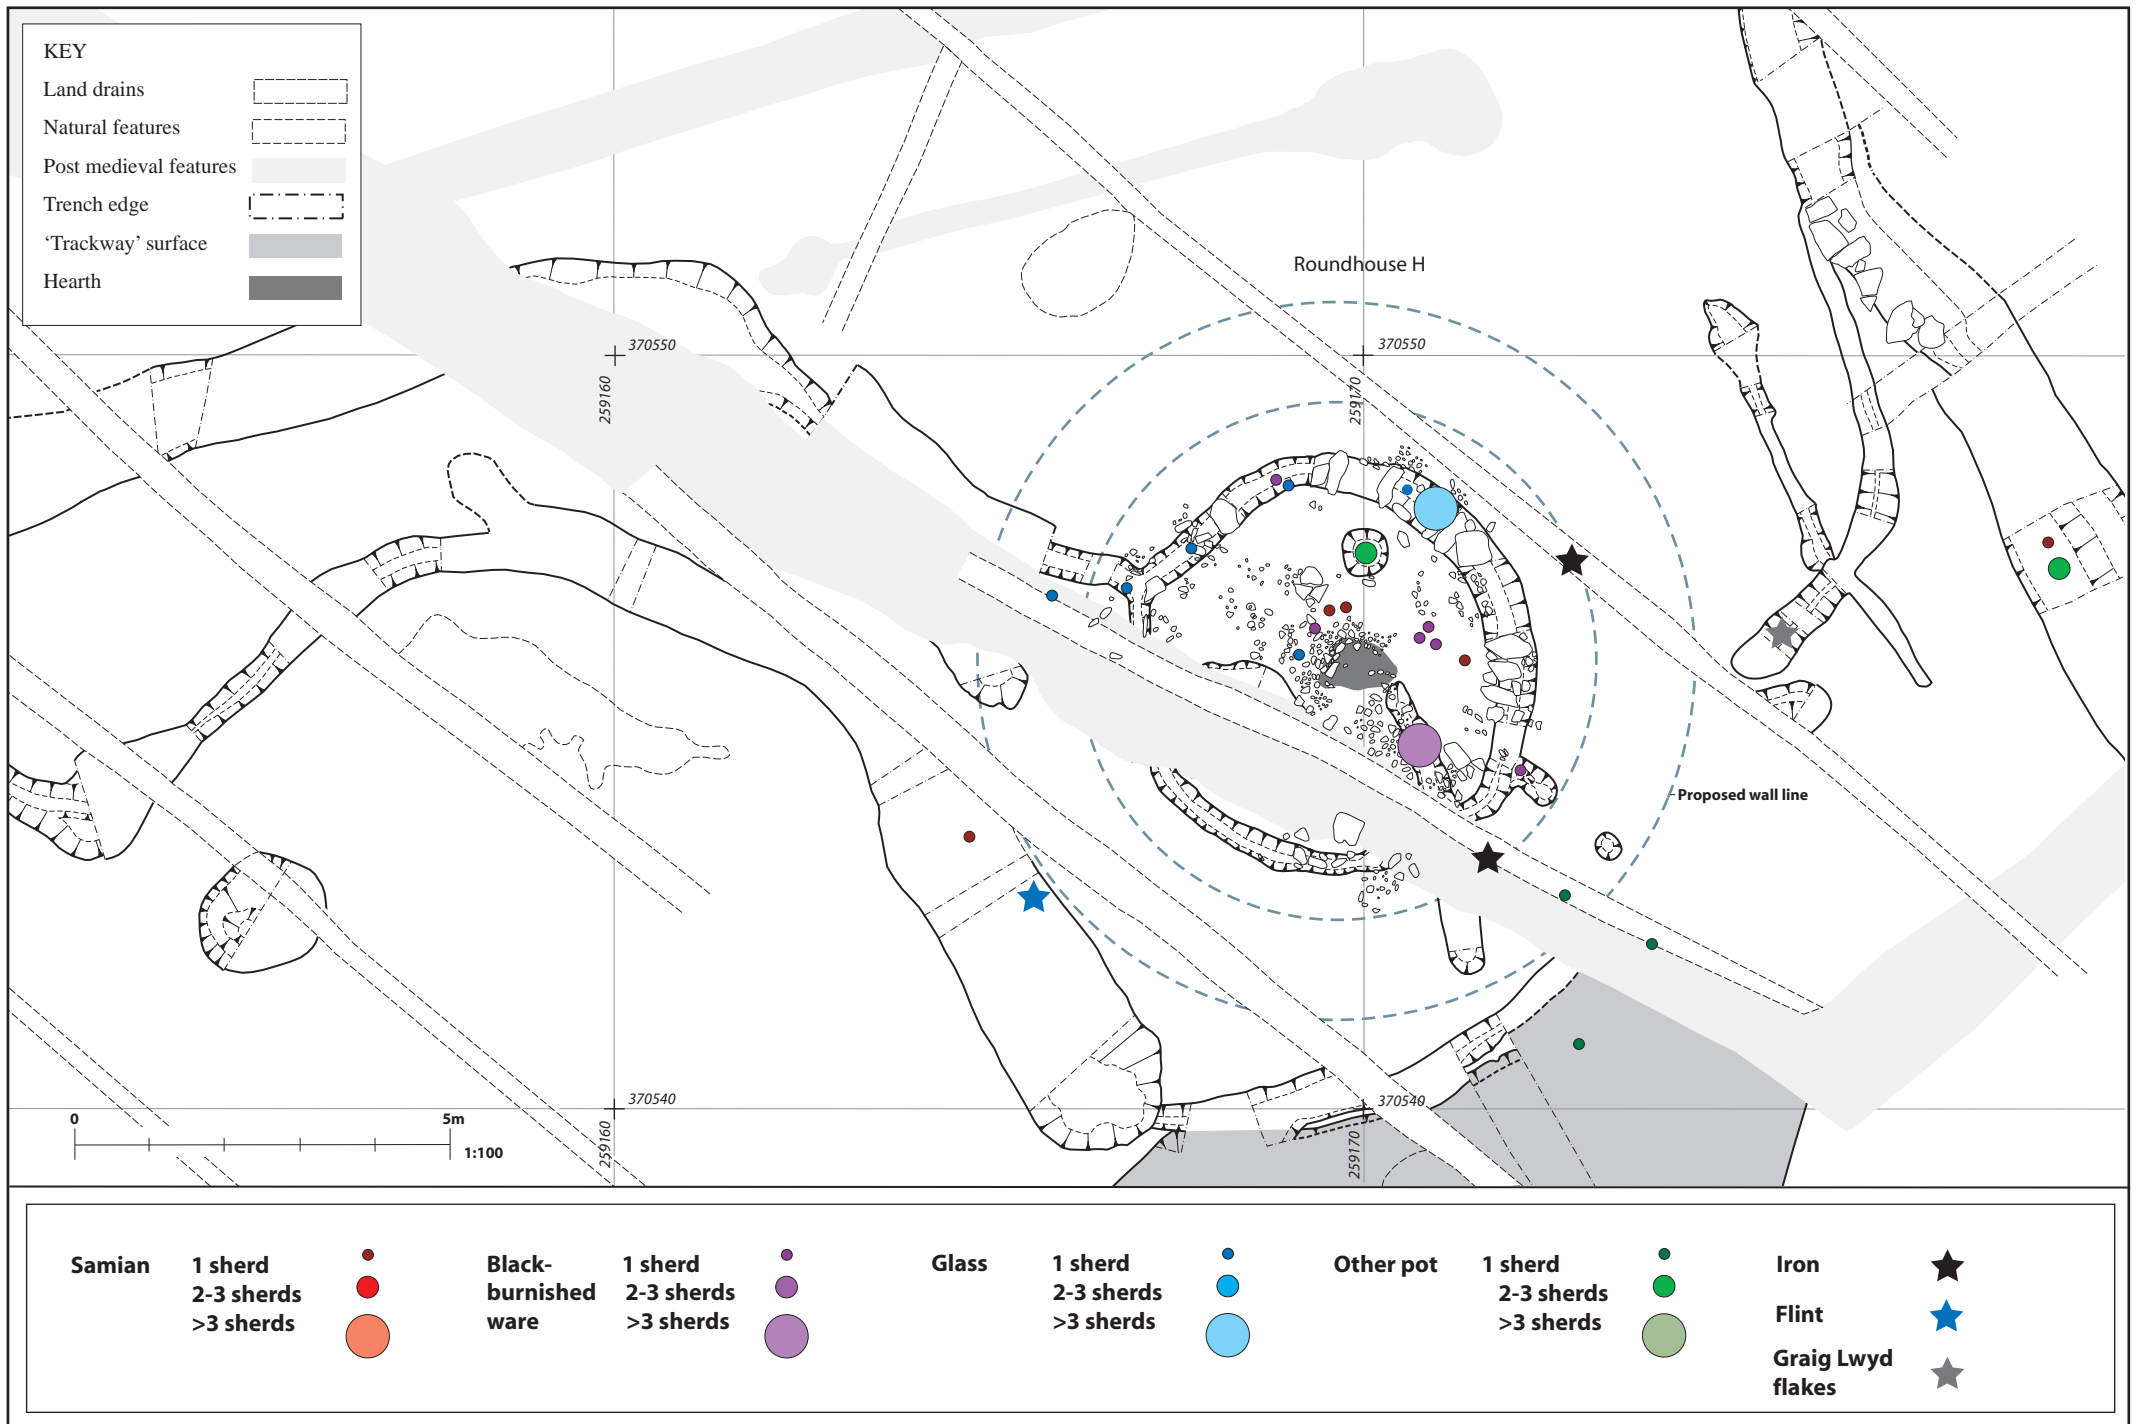 KEY
Land drains
Natural features
Post medieval features
Trench edge
‘Trackway’ surface
Hearth
Roundhouse H
370550
370550
259160
259170
Proposed wall line
370540
370540
259160
259170
0 5m
1:100
Samian
1 sherd
2-3 sherds
>3 sherds
Black-
burnished
ware
1 sherd
2-3 sherds
>3 sherds
Glass
1 sherd
2-3 sherds
>3 sherds
Other pot
1 sherd
2-3 sherds
>3 sherds
Iron
Flint
Graig Lwyd
flakes